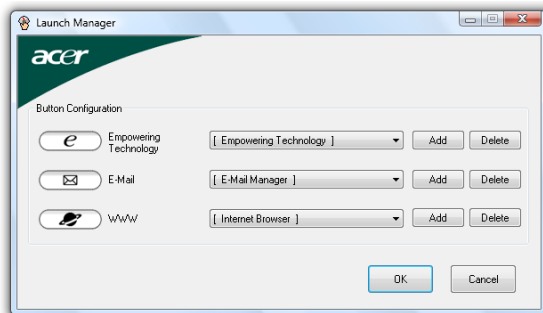 Launch Manager
acer
Button Configuration
e
Empowering
Technology
[ Empowering Technology ]
Add
Delete
E-Mail
[ E-Mail Manager ]
Add
Delete
WWW
[ Internet Browser ]
Add
Delete
OK
Cancel